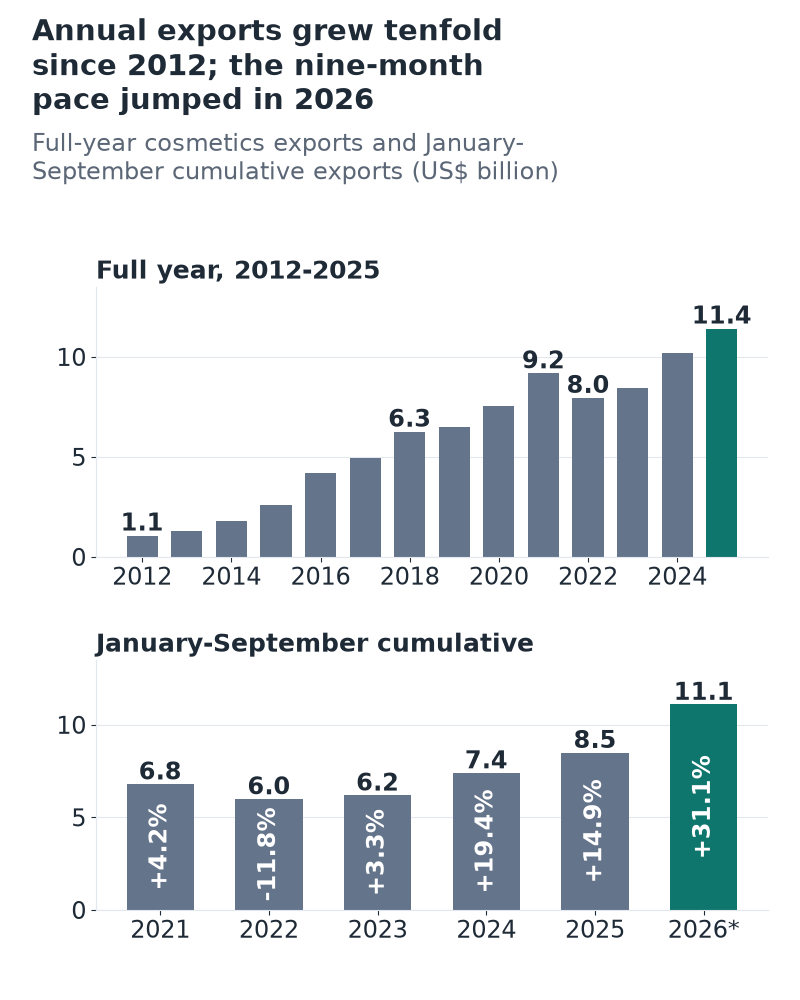 Annual exports grew tenfold
since 2012; the nine-month
pace jumped in 2026
Full-year cosmetics exports and January-
September cumulative exports (US$ billion)
Full year, 2012-2025
11.4
10
9.2
8.0
6.3
5
1.1
0
2012 2014 2016 2018 2020 2022 2024
January-September cumulative
11.1
10
8.5
7.4
6.8
6.0
6.2
5
+4.2%
-11.8%
+3.3%
+19.4%
+14.9%
+31.1%
0
2021 2022 2023 2024 2025 2026*